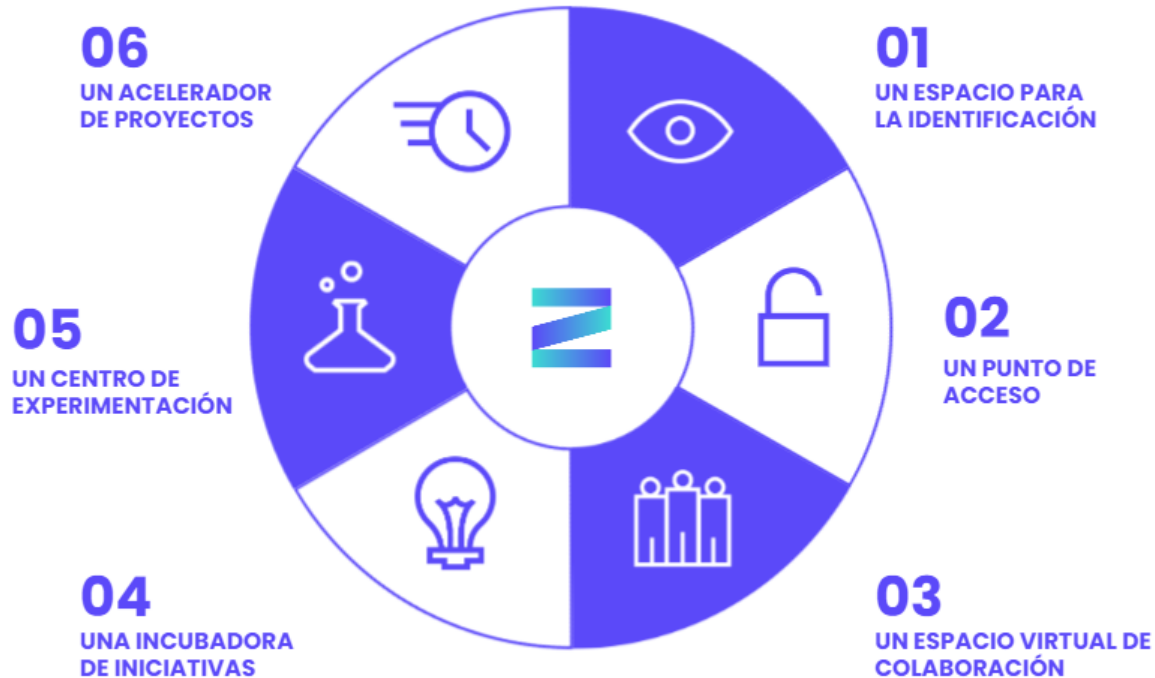 01
UN ESPACIO PARA
LA IDENTIFICACIÓN
02
UN PUNTO DE
ACCESO
03
UN ESPACIO VIRTUAL DE
COLABORACIÓN
04
UNA INCUBADORA
DE INICIATIVAS
05
UN CENTRO DE
EXPERIMENTACIÓN
06
UN ACELERADOR
DE PROYECTOS